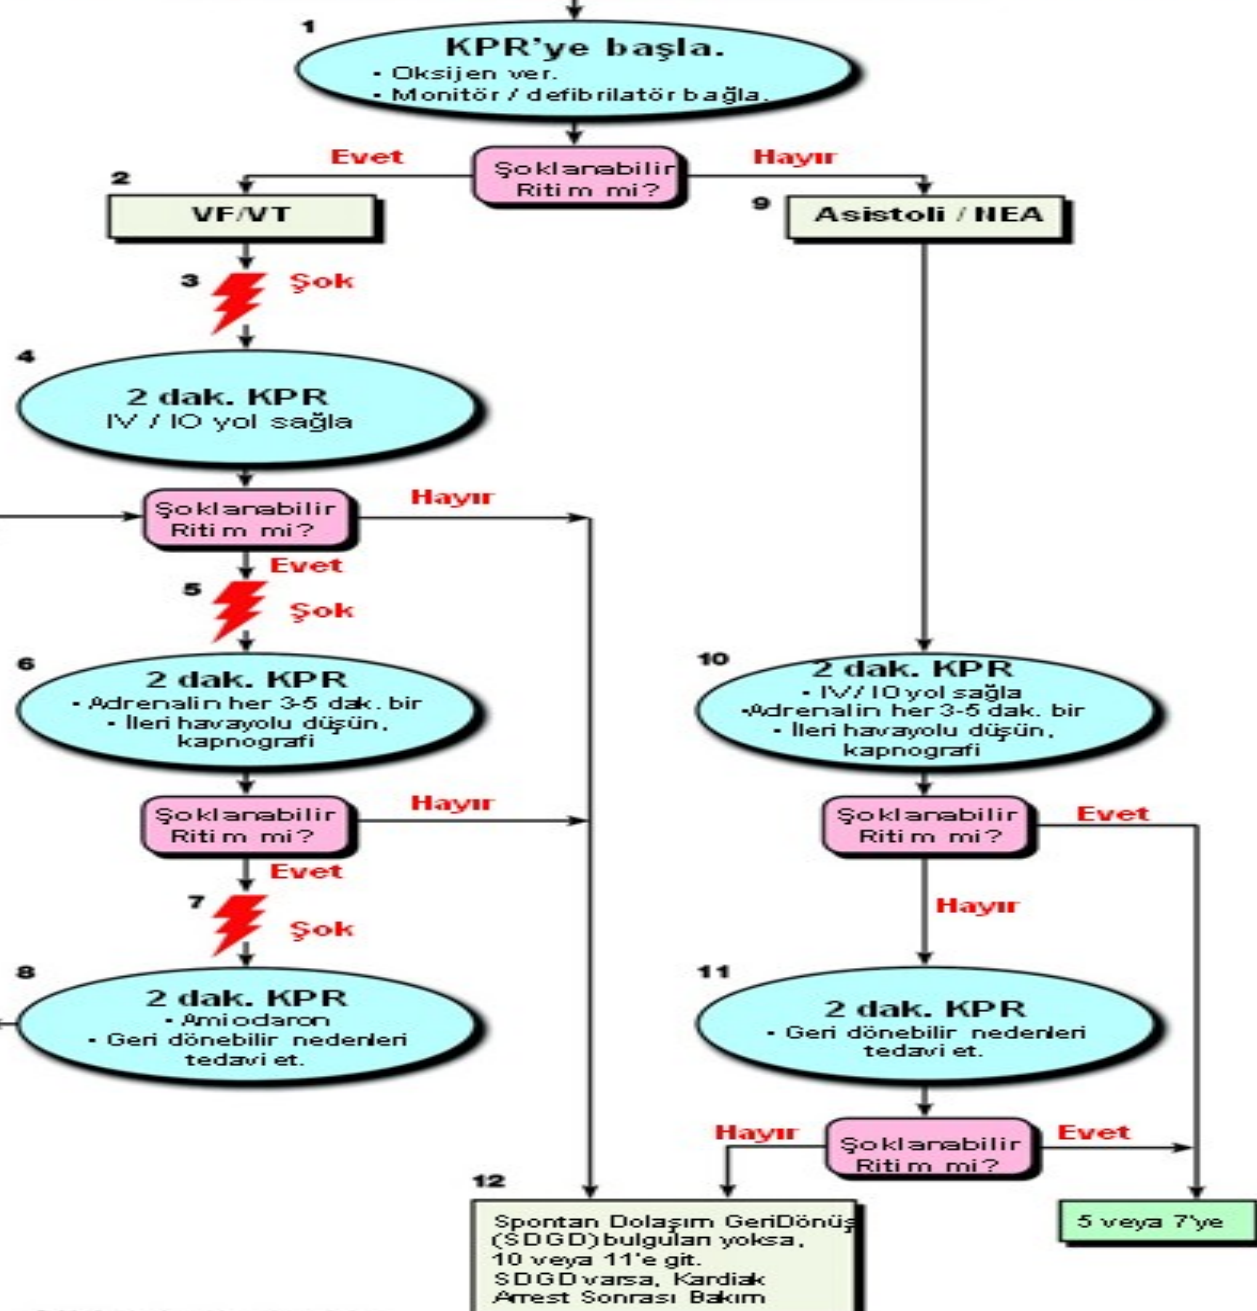 1
KPR'ye başla.
• Oksijen ver.
• Monitör / defibrilatör bağla.
Evet
Şoklanabilir
Ritim mi?
Hayır
2
VF/VT
9
Asistoli / NEA
3
Şok
4
2 dak. KPR
IV / IO yol sağla
Şoklanabilir
Ritim mi?
Hayır
Evet
5
Şok
6
2 dak. KPR
• Adrenalin her 3-5 dak. bir
• İleri havayolu düşün,
kapnografi
10
2 dak. KPR
• IV/ IO yol sağla
•Adrenalin her 3-5 dak. bir
• İleri havayolu düşün,
kapnografi
Şoklanabilir
Ritim mi?
Hayır
Evet
Şoklanabilir
Ritim mi?
Evet
Hayır
7
Şok
8
2 dak. KPR
• Amiodaron
• Geri dönebilir nedenleri
tedavi et.
11
2 dak. KPR
• Geri dönebilir nedenleri
tedavi et.
Hayır
Şoklanabilir
Ritim mi?
Evet
12
Spontan Dolaşım GeriDönüş
(SDGD) bulguları yoksa,
10 veya 11'e git.
SDGD varsa, Kardiak
Arrest Sonrası Bakım
5 veya 7'ye